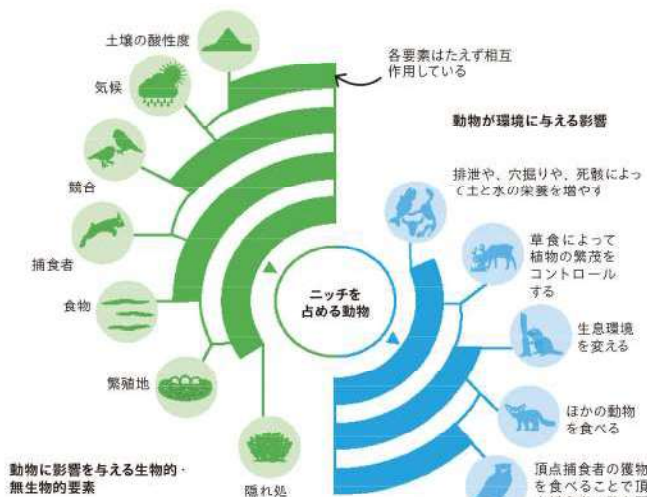 土壌の酸性度
気候
競合
捕食者
食物
繁殖地
隠れ処
動物に影響を与える生物的・
無生物的要素
各要素はたえず相互
作用している
ニッチを
占める動物
動物が環境に与える影響
排泄や、穴掘りや、死骸によっ
て土と水の栄養を増やす
草食によって
植物の繁茂を
コントロール
する
生息環境
を変える
ほかの動物
を食べる
頂点捕食者の獲物
を食べることで頂